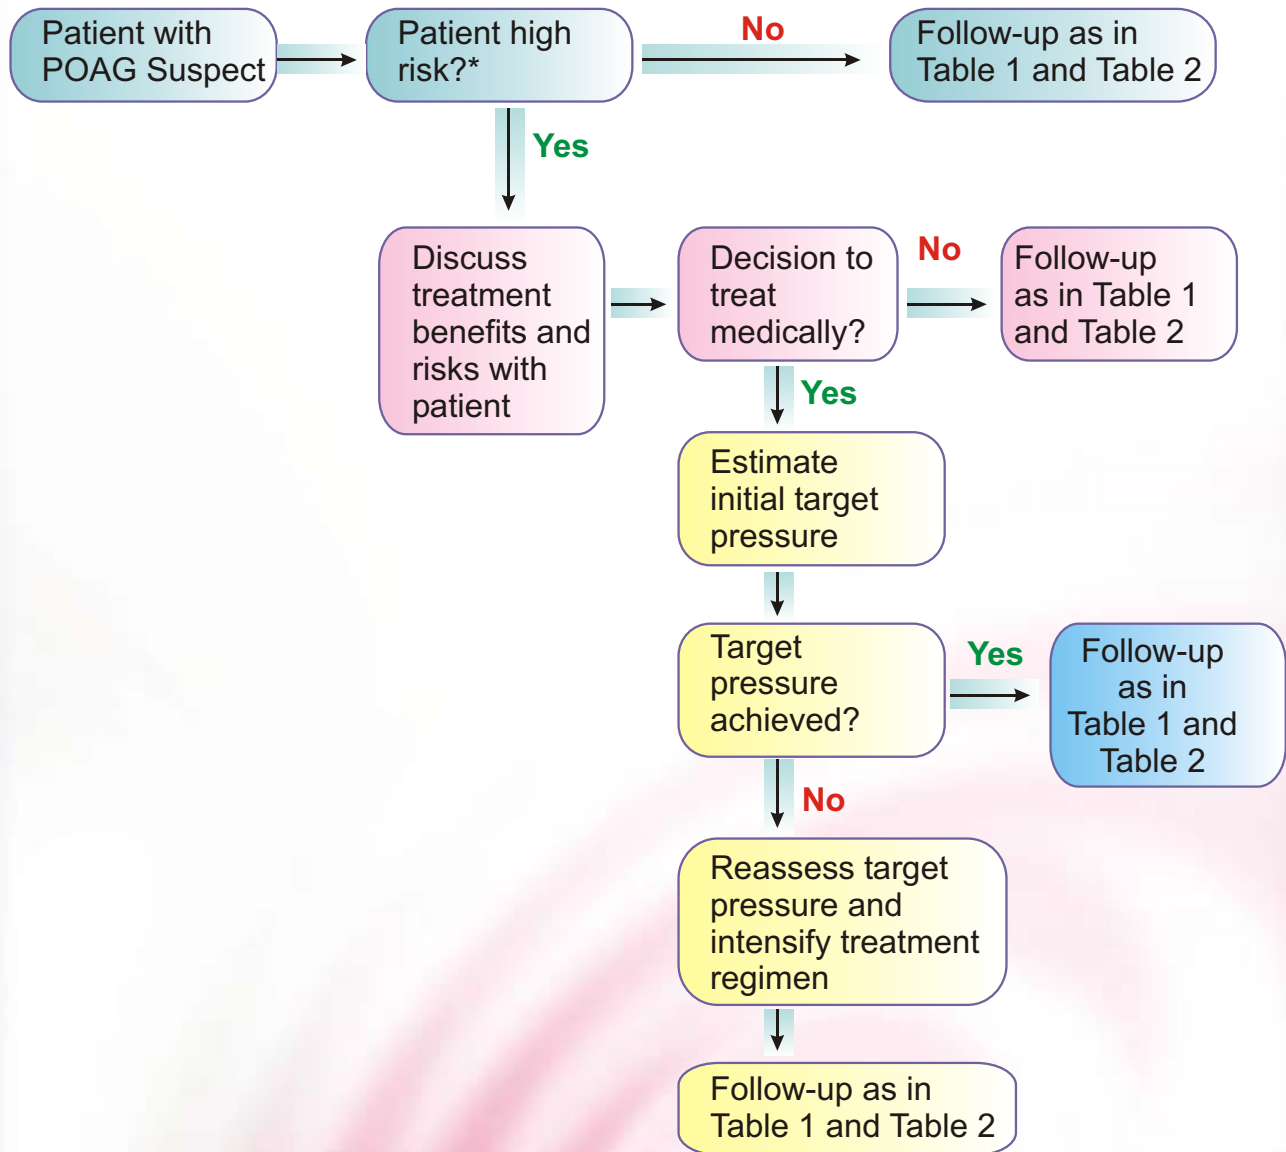 Patient with
POAG Suspect
Patient high
risk?*
No
Follow-up as in
Table 1 and Table 2
Yes
Discuss
treatment
benefits and
risks with
patient
Decision to
treat
medically?
No
Follow-up
as in Table 1
and Table 2
Yes
Estimate
initial target
pressure
Target
pressure
achieved?
Yes
Follow-up
as in
Table 1 and
Table 2
No
Reassess target
pressure and
intensify treatment
regimen
Follow-up as in
Table 1 and Table 2